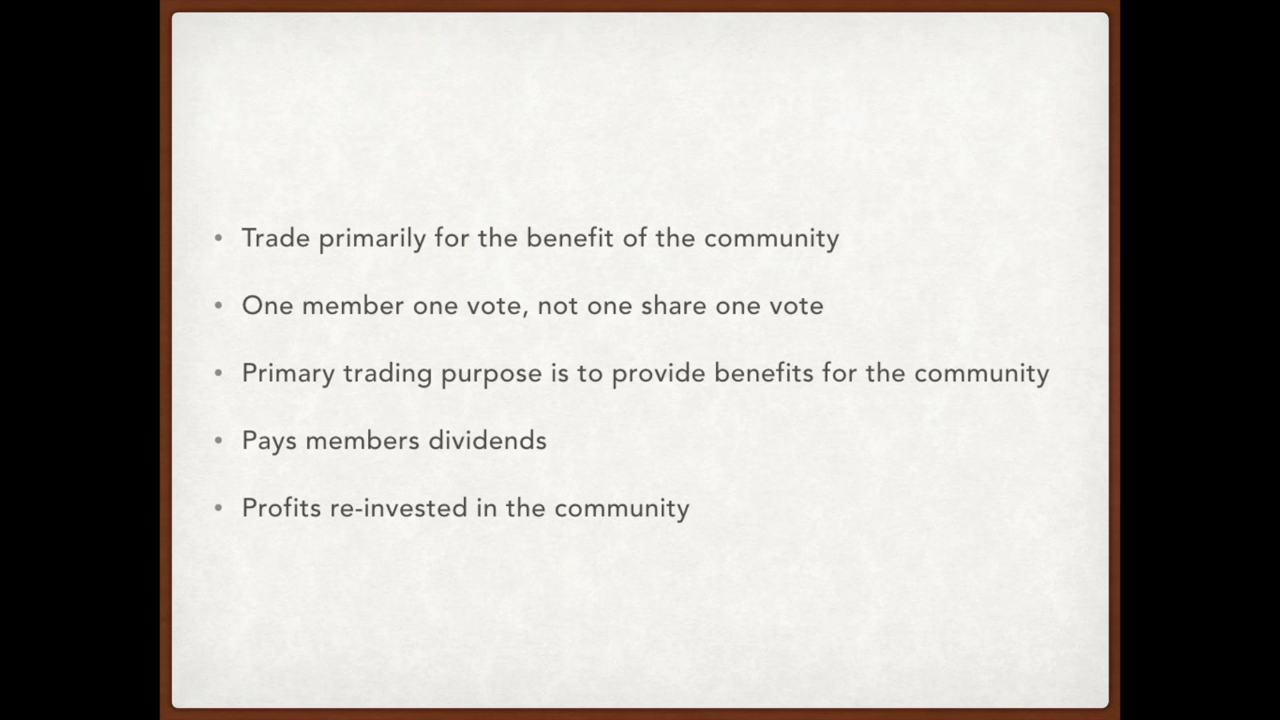 • Trade primarily for the benefit of the community
• One member one vote, not one share one vote
• Primary trading purpose is to provide benefits for the community
• Pays members dividends
• Profits re-invested in the community